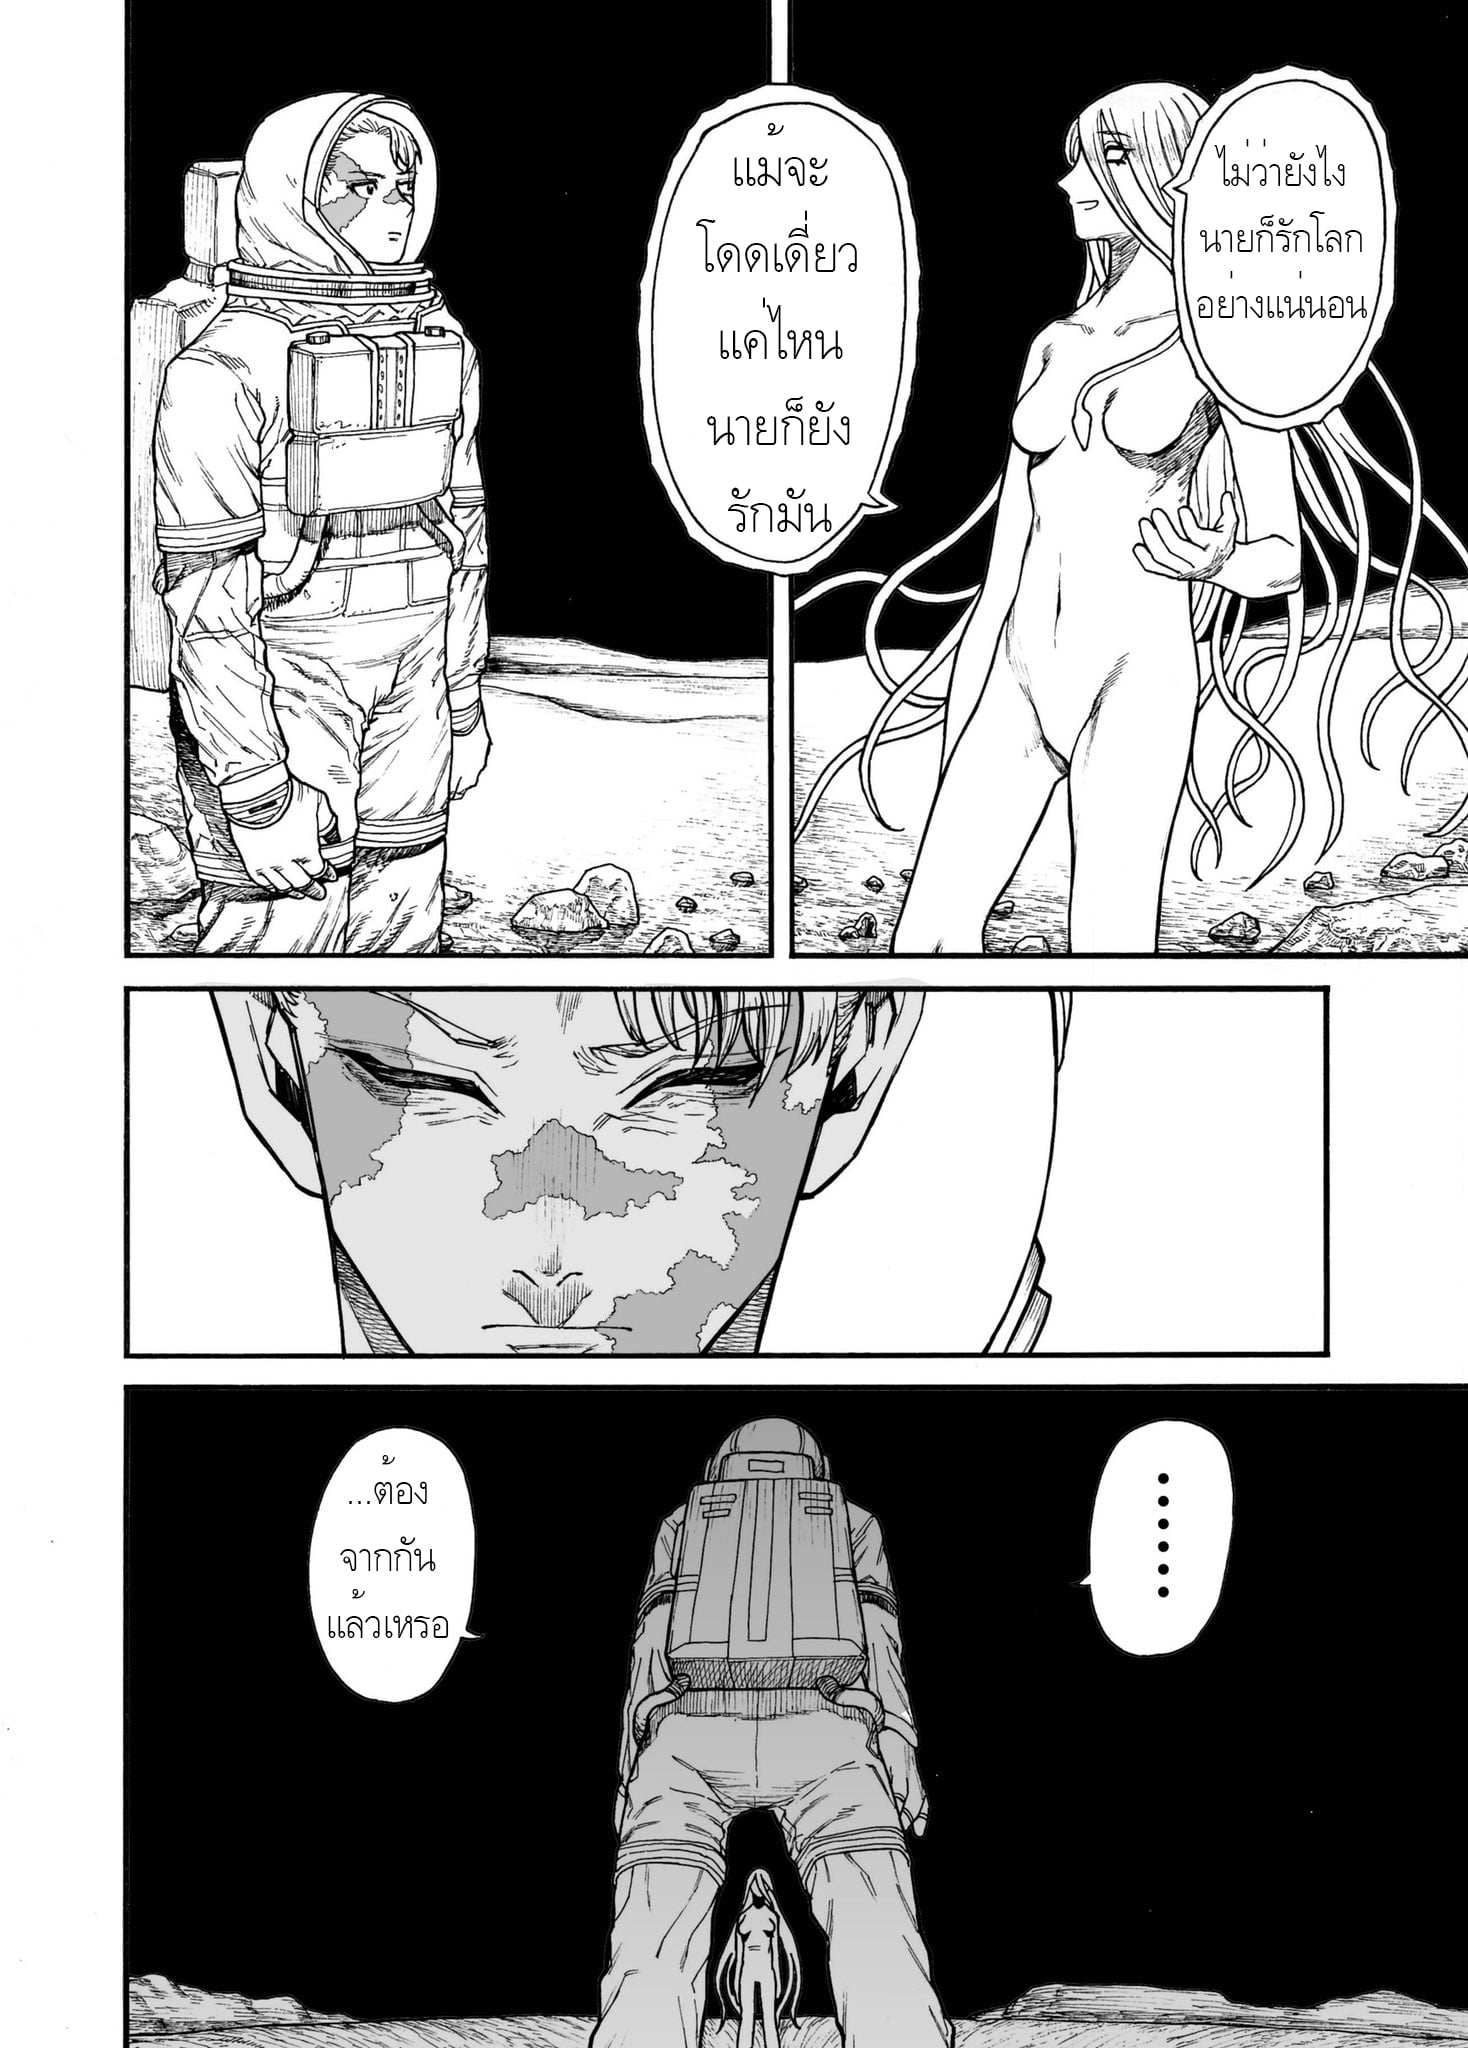 ไม่ว่ายังไง
นายก็รักโลก
อย่างแน่นอน
แม้จะ
โดดเดี่ยว
แค่ไหน
นายก็ยัง
รักมัน
......
...ต้อง
จากกัน
แล้วเหรอ